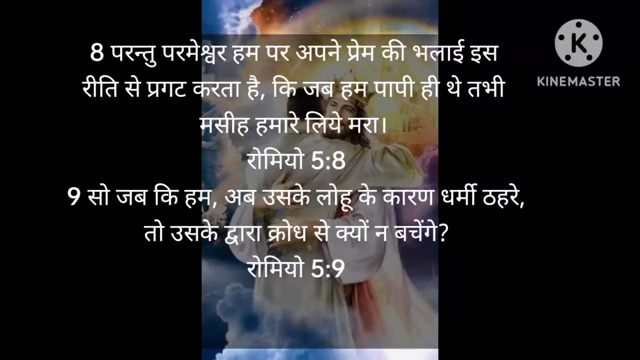 8 परन्तु परमेश्वर हम पर अपने प्रेम की भलाई इस
रीति से प्रगट करता है, कि जब हम पापी ही थे तभी
मसीह हमारे लिये मरा।
रोमियो 5:8
9 सो जब कि हम, अब उसके लोहू के कारण धर्मी ठहरे,
तो उसके द्वारा क्रोध से क्यों न बचेंगे?
रोमियो 5:9
K
KINEMASTER